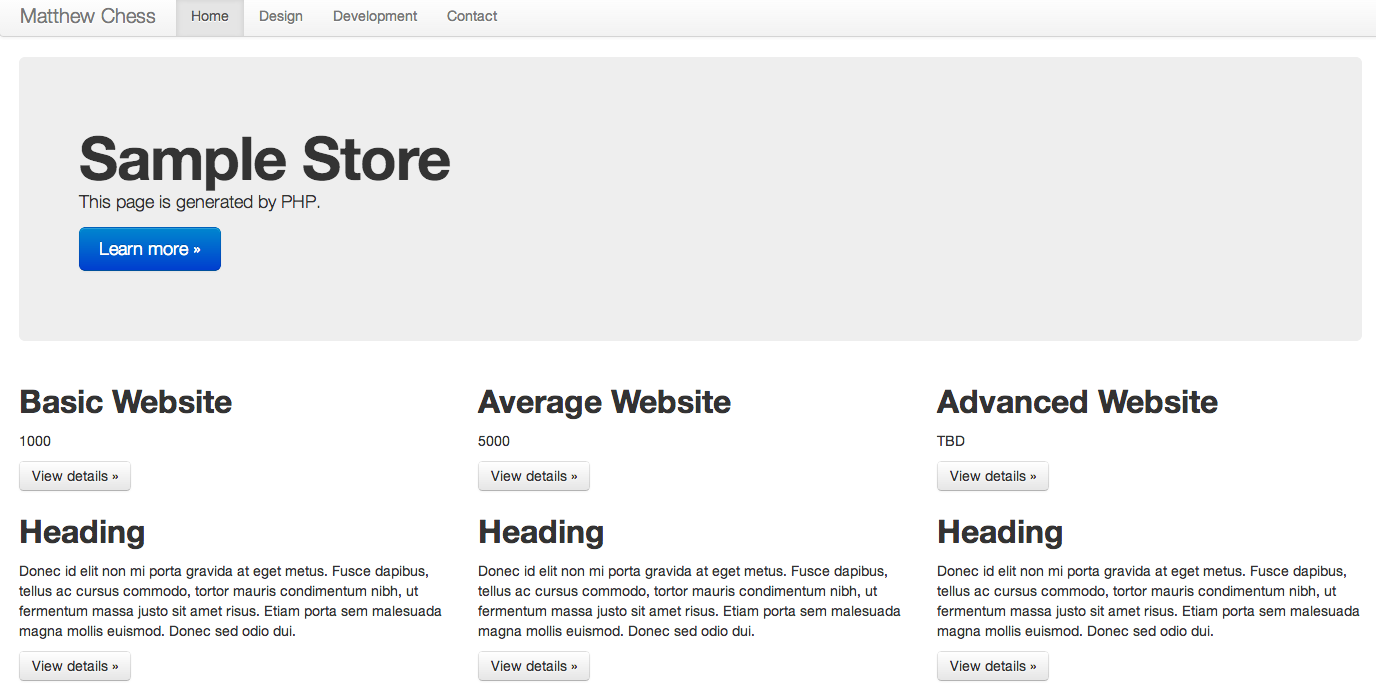 Matthew Chess Home Design Development Contact
Sample Store
This page is generated by PHP.
Learn more »
Basic Website
1000
View details »
Average Website
5000
View details »
Advanced Website
TBD
View details »
Heading
Donec id elit non mi porta gravida at eget metus. Fusce dapibus,
tellus ac cursus commodo, tortor mauris condimentum nibh, ut
fermentum massa justo sit amet risus. Etiam porta sem malesuada
magna mollis euismod. Donec sed odio dui.
View details »
Heading
Donec id elit non mi porta gravida at eget metus. Fusce dapibus,
tellus ac cursus commodo, tortor mauris condimentum nibh, ut
fermentum massa justo sit amet risus. Etiam porta sem malesuada
magna mollis euismod. Donec sed odio dui.
View details »
Heading
Donec id elit non mi porta gravida at eget metus. Fusce dapibus,
tellus ac cursus commodo, tortor mauris condimentum nibh, ut
fermentum massa justo sit amet risus. Etiam porta sem malesuada
magna mollis euismod. Donec sed odio dui.
View details »